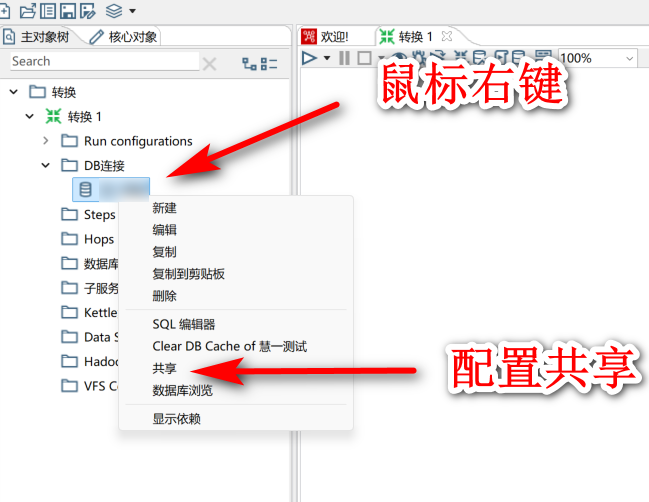 主对象树
核心对象
欢迎!
转换 1
Search
100%
鼠标右键
转换
转换 1
Run configurations
DB连接
Steps
Hops
数据库
子服务
Kettle
Data S
Hadoo
VFS Co
新建
编辑
复制
复制到剪贴板
删除
SQL 编辑器
Clear DB Cache of 慧一测试
共享
数据库浏览
显示依赖
配置共享